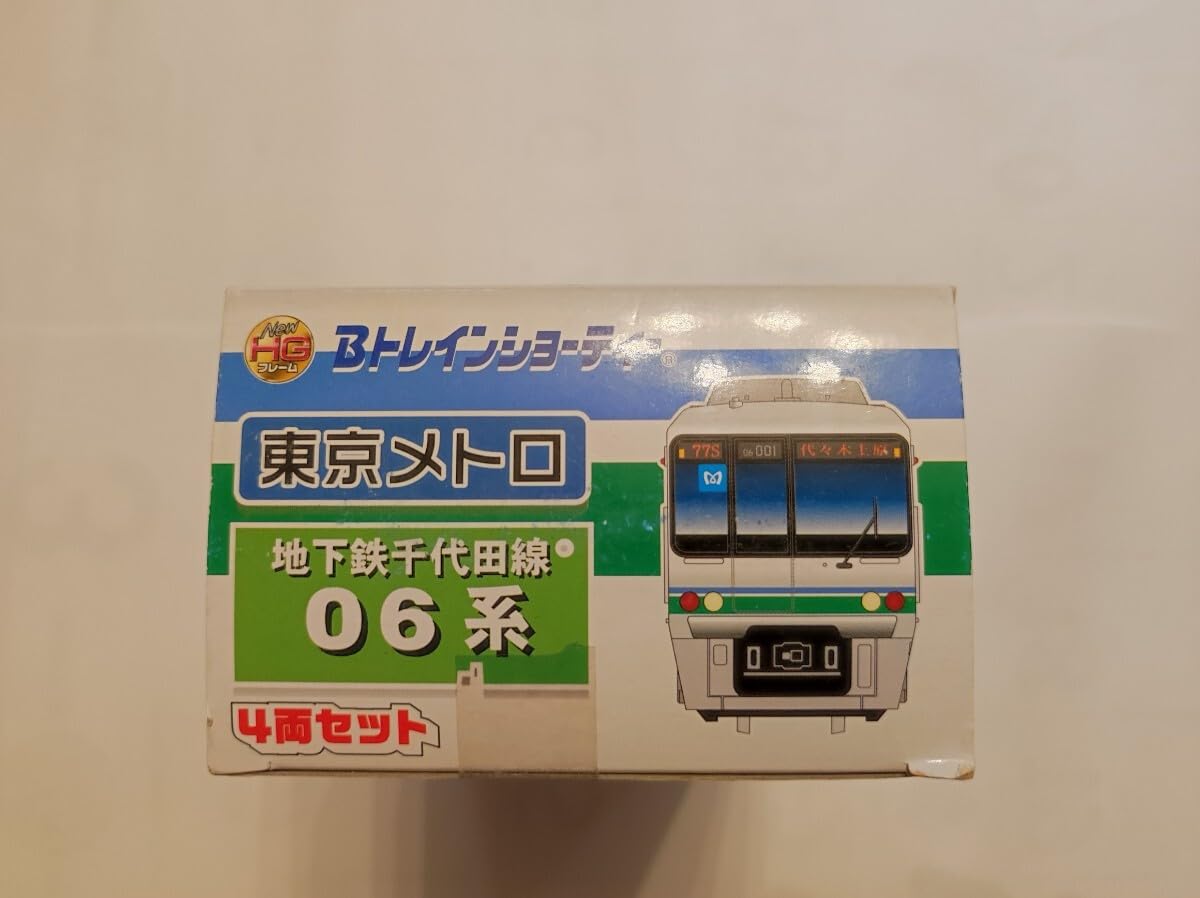 New
HG
フレーム
Bトレインショーティー®
東京メトロ
地下鉄千代田線
06系
4両セット
77S
06 001
代々木上原